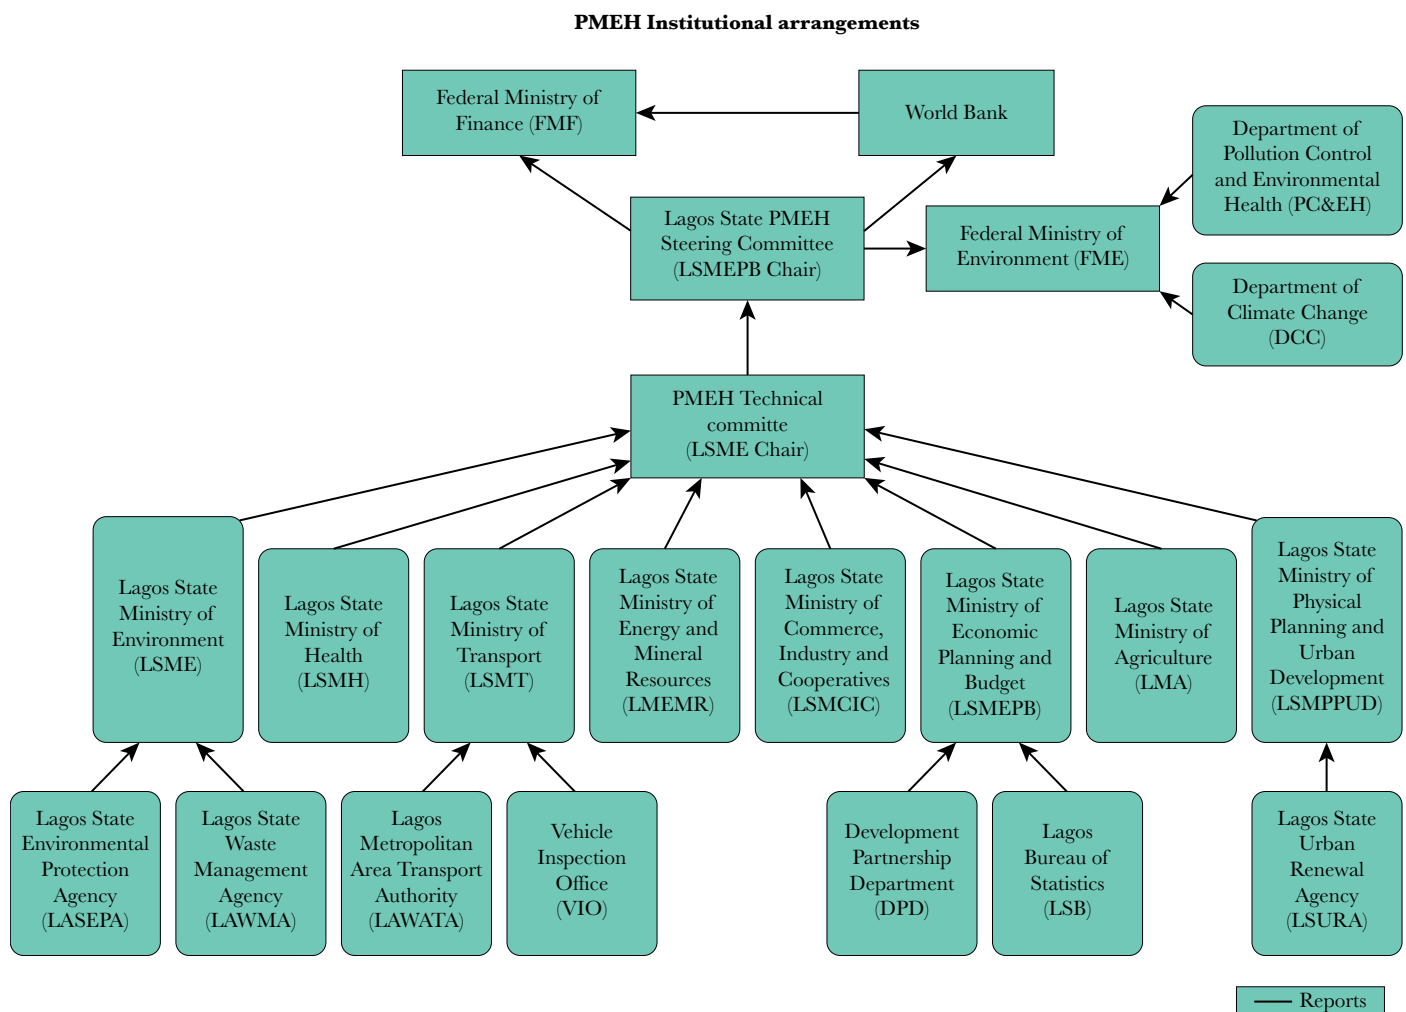 PMEH Institutional arrangements
Federal Ministry of
Finance (FMF)
World Bank
Department of
Pollution Control
and Environmental
Health (PC&EH)
Lagos State PMEH
Steering Committee
(LSMEPB Chair)
Federal Ministry of
Environment (FME)
Department of
Climate Change
(DCC)
PMEH Technical
committe
(LSME Chair)
Lagos State
Ministry of
Environment
(LSME)
Lagos State
Ministry of
Health
(LSMH)
Lagos State
Ministry of
Transport
(LSMT)
Lagos State
Ministry of
Energy and
Mineral
Resources
(LMEMR)
Lagos State
Ministry of
Commerce,
Industry and
Cooperatives
(LSMCIC)
Lagos State
Ministry of
Economic
Planning and
Budget
(LSMEPB)
Lagos State
Ministry of
Agriculture
(LMA)
Lagos State
Ministry of
Physical
Planning and
Urban
Development
(LSMPPUD)
Lagos State
Environmental
Protection
Agency
(LASEPA)
Lagos State
Waste
Management
Agency
(LAWMA)
Lagos
Metropolitan
Area Transport
Authority
(LAWATA)
Vehicle
Inspection
Office
(VIO)
Development
Partnership
Department
(DPD)
Lagos
Bureau of
Statistics
(LSB)
Lagos State
Urban
Renewal
Agency
(LSURA)
Reports